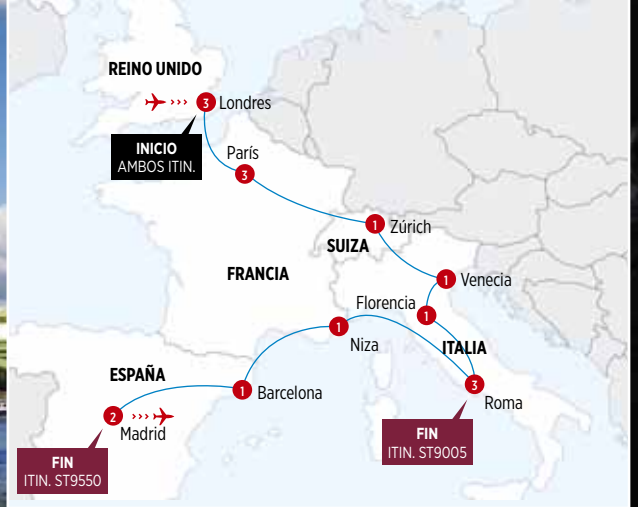 REINO UNIDO
3 Londres
INICIO
AMBOS ITIN.
París
3
1 Zúrich
SUIZA
FRANCIA
1 Venecia
Florencia
1
1
Niza
ITALIA
ESPAÑA
1 Barcelona
3
Roma
2
Madrid
FIN
ITIN. ST9005
FIN
ITIN. ST9550